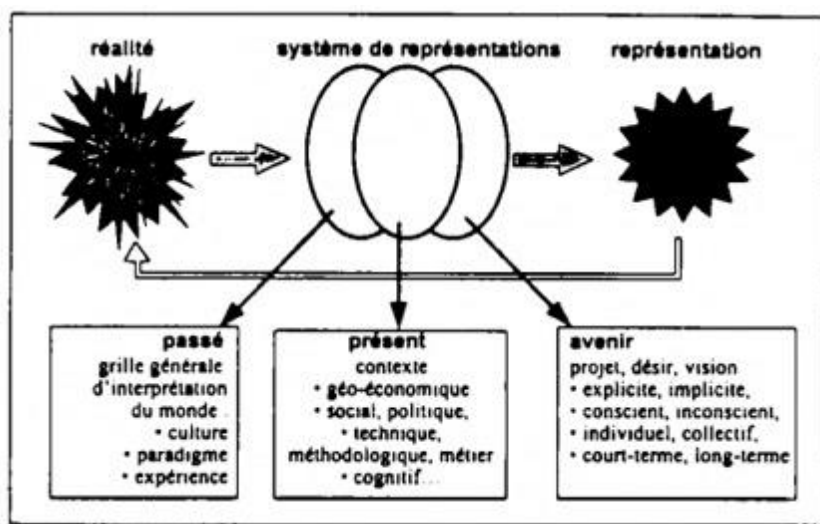 réalité
système de représentations
représentation
passé
grille générale
d'interprétation
du monde
• culture
• paradigme
• expérience
présent
contexte
• géo-économique
• social, politique,
• technique,
méthodologique, métier
• cognitif...
avenir
projet, désir, vision
• explicite, implicite,
• conscient, inconscient,
• individuel, collectif,
• court-terme, long-terme